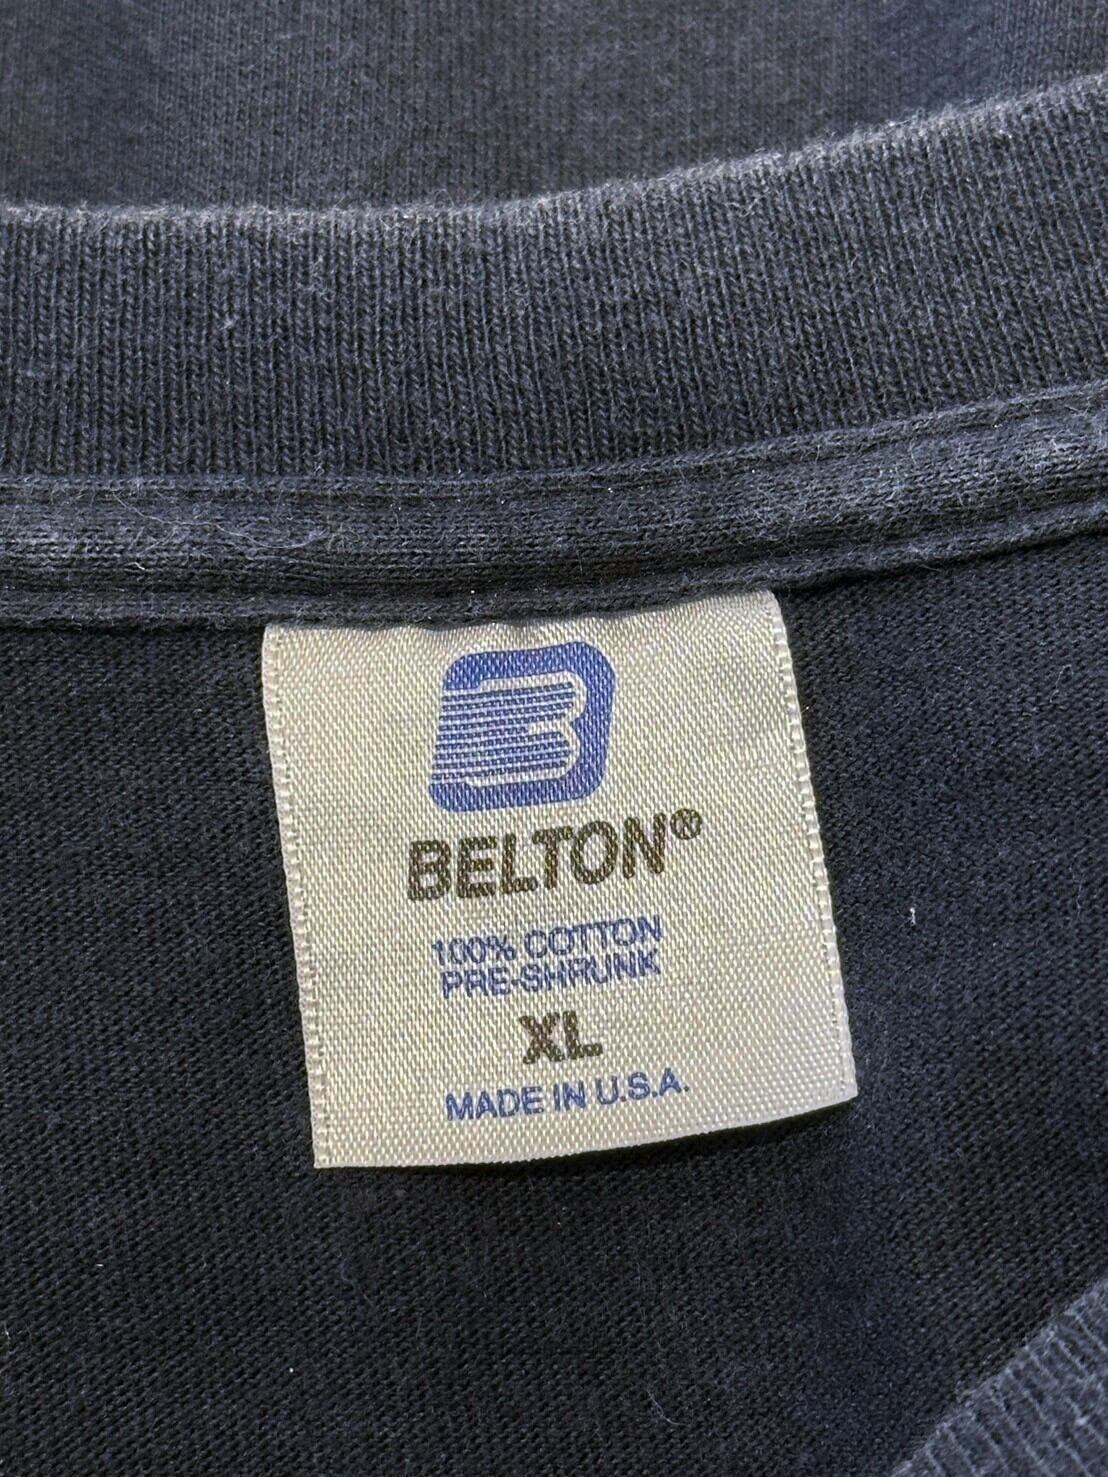 B
BELTON®
100% COTTON
PRE-SHRUNK
XL
MADE IN U.S.A.